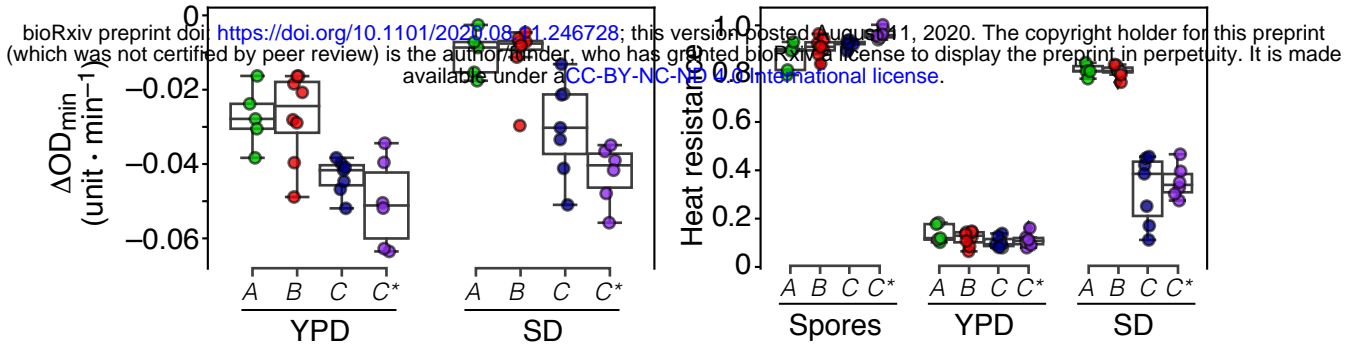 bioRxiv preprint doi: https://doi.org/10.1101/2020.08.11.246728; this version posted August 11, 2020. The copyright holder for this preprint
(which was not certified by peer review) is the author/funder, who has granted bioRxiv a license to display the preprint in perpetuity. It is made
available under aCC-BY-NC-ND 4.0 International license.
ΔODmin
(unit · min−1)
0
−0.02
−0.04
−0.06
A B C C* A B C C*
YPD SD
Heat resistance
1.0
0.8
0.6
0.4
0.2
0
A B C C* A B C C* A B C C*
Spores YPD SD